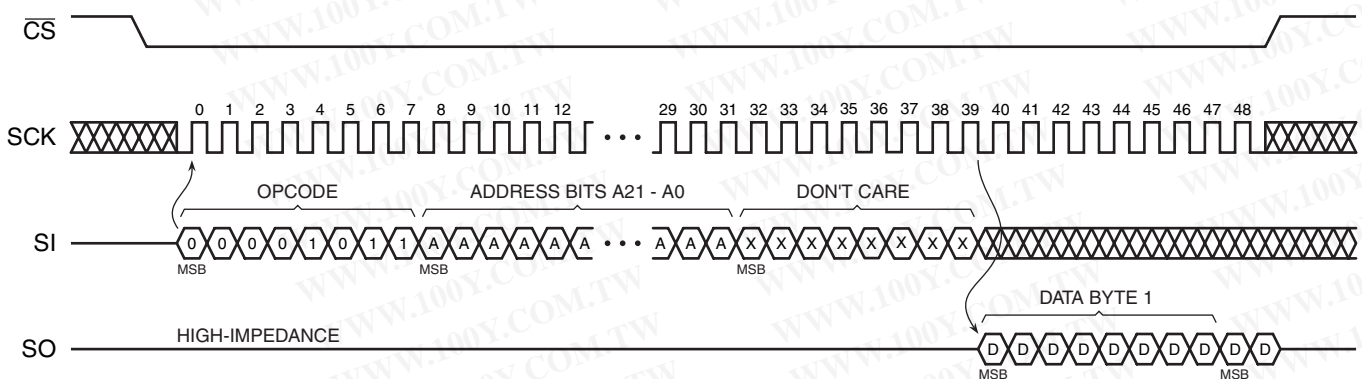 CS
SCK
0 1 2 3 4 5 6 7 8 9 10 11 12 29 30 31 32 33 34 35 36 37 38 39 40 41 42 43 44 45 46 47 48
• • •
OPCODE
ADDRESS BITS A21 - A0
DON'T CARE
SI
0 0 0 0 1 0 1 1 A A A A A A • • • A A A X X X X X X X X
MSB MSB MSB
DATA BYTE 1
HIGH-IMPEDANCE
SO
D D D D D D D D D D
MSB MSB
WWW.100Y.COM.TW